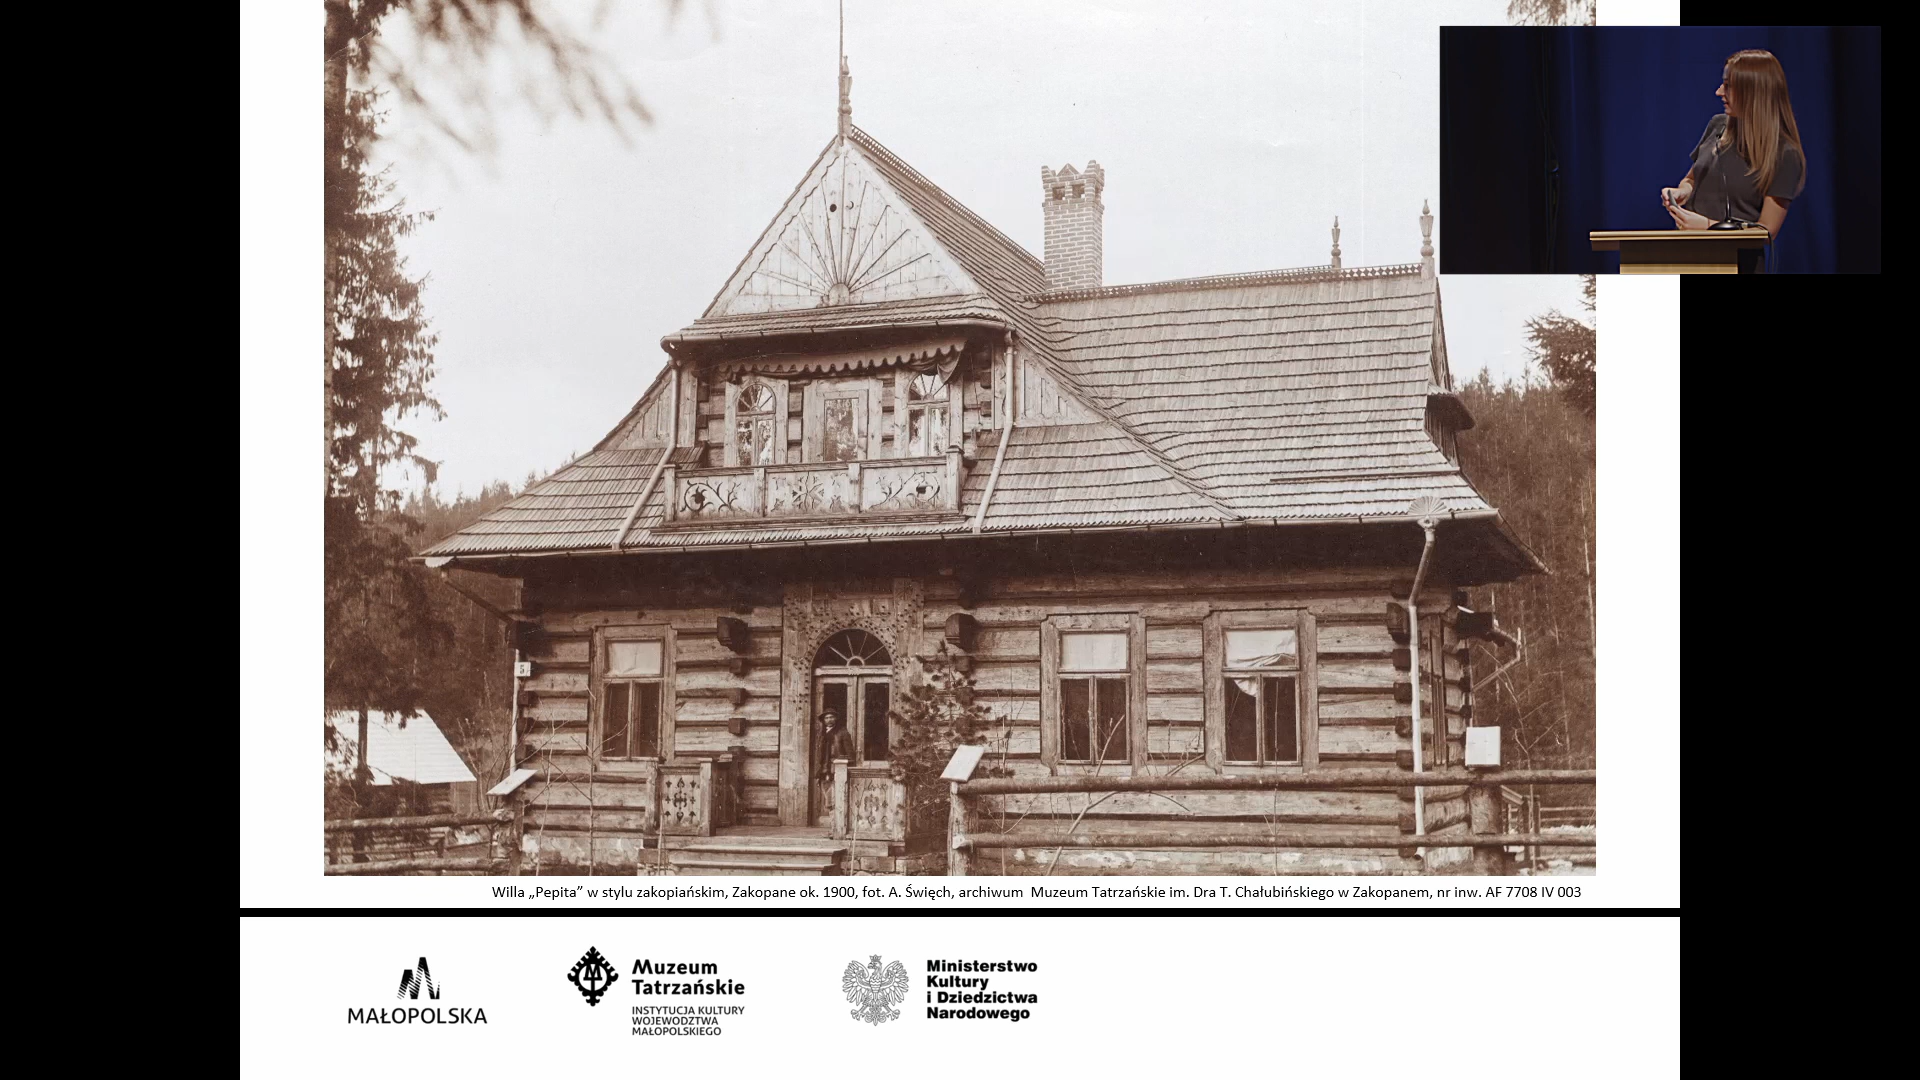 5
Willa „Pepita” w stylu zakopiańskim, Zakopane ok. 1900, fot. A. Święch, archiwum  Muzeum Tatrzańskie im. Dra T. Chałubińskiego w Zakopanem, nr inw. AF 7708 IV 003
MAŁOPOLSKA
M
Muzeum
Tatrzańskie
INSTYTUCJA KULTURY
WOJEWÓDZTWA
MAŁOPOLSKIEGO
Ministerstwo
Kultury
i Dziedzictwa
Narodowego